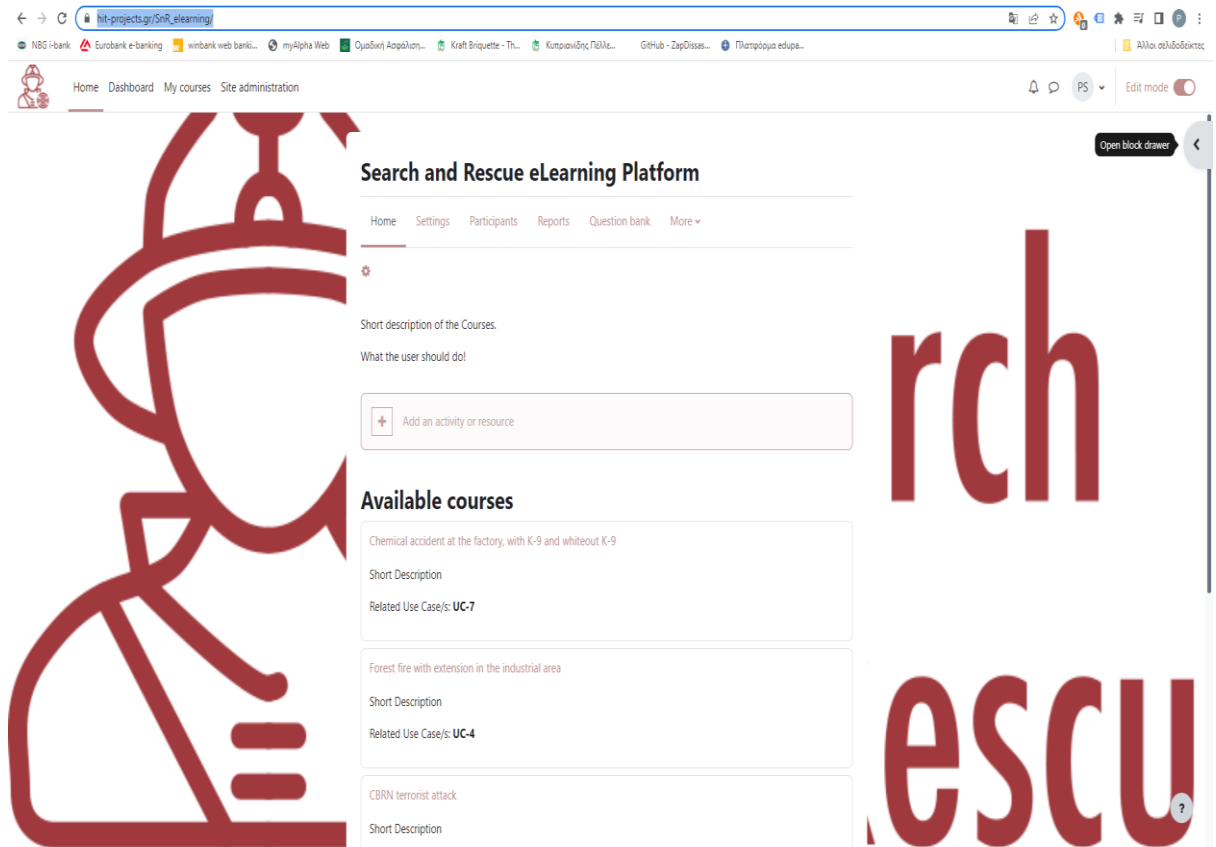 hit-projects.gr/SnR_elearning/
NBG i-bank Eurobank e-banking winbank web banki... myAlpha Web Ομαδική Ασφάλιση... Kraft Briquette - Th... Κυπριανίδης Πέλλε... GitHub - ZapDissas... Πλατφόρμα edupa... Άλλοι σελιδοδείκτες
Home Dashboard My courses Site administration PS Edit mode
Open block drawer
Search and Rescue eLearning Platform
Home Settings Participants Reports Question bank More
Short description of the Courses.
What the user should do!
rch
Add an activity or resource
Available courses
Chemical accident at the factory, with K-9 and whiteout K-9
Short Description
Related Use Case/s: UC-7
Forest fire with extension in the industrial area
Short Description
Related Use Case/s: UC-4
escu
CBRN terrorist attack
Short Description
?